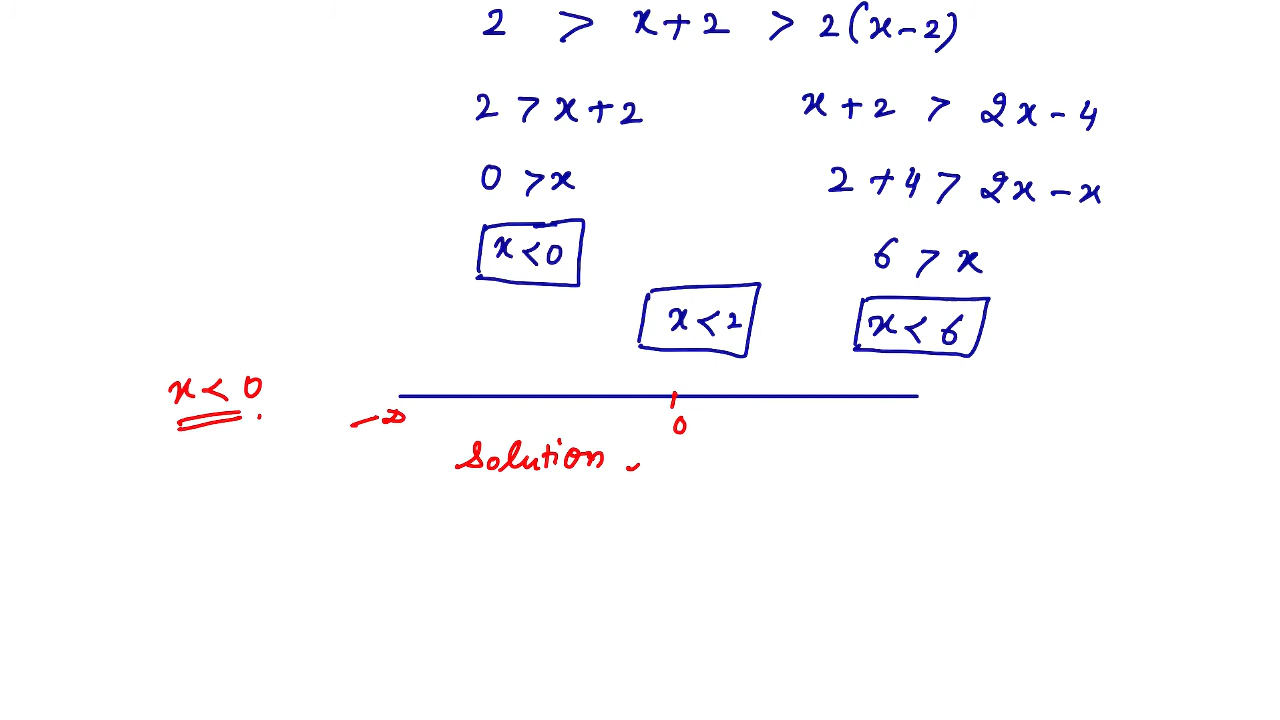 2 > x + 2 > 2(x - 2)
2 > x + 2 x + 2 > 2x - 4
0 > x 2 + 4 > 2x - x
x < 0 6 > x
x < 2 x < 6
x < 0
-∞ 0
Solution